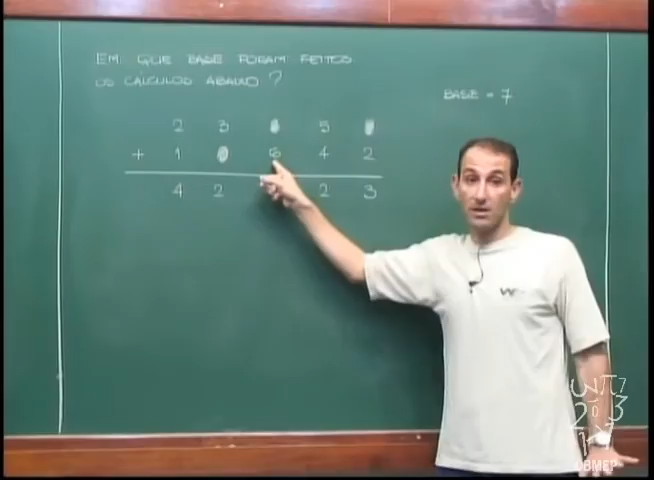 EM QUE BASE FORAM FEITOS
OS CÁLCULOS ABAIXO?
BASE = 7
2 3 5
+ 1 6 4 2
4 2 2 3
W
OBMEP